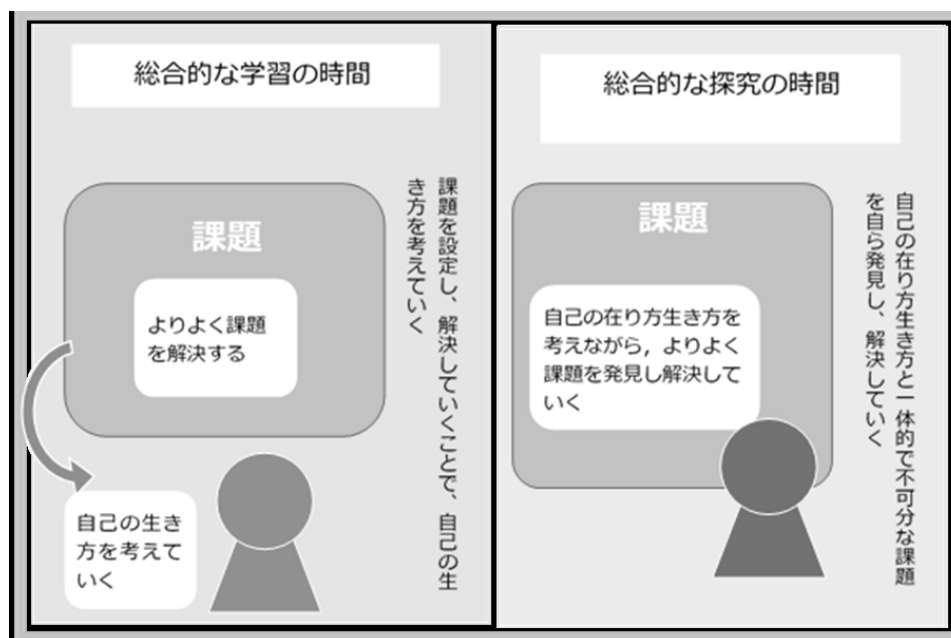 総合的な学習の時間
課題
よりよく課題
を解決する
課題を設定し、解決していくことで、自己の生
き方を考えていく
自己の生き
方を考えて
いく
総合的な探究の時間
課題
自己の在り方生き方を
考えながら，よりよく
課題を発見し解決して
いく
自己の在り方生き方と一体的で不可分な課題
を自ら発見し、解決していく